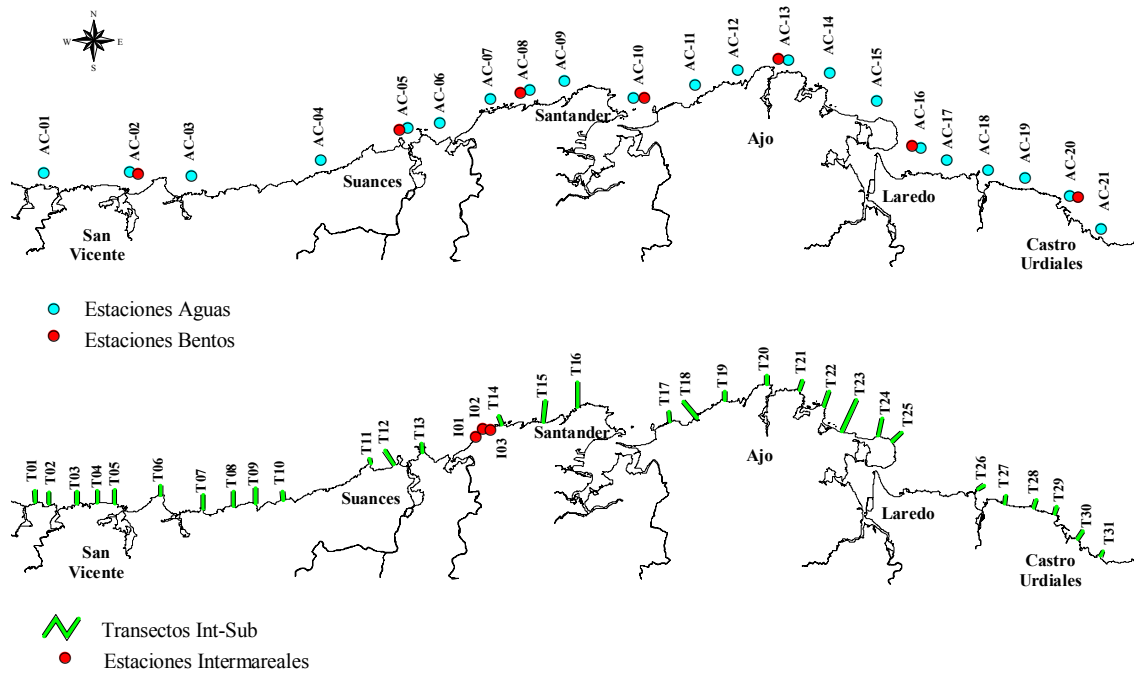 N
W E
S
AC-01
AC-02
AC-03
AC-04
AC-05
AC-06
AC-07
AC-08
AC-09
AC-10
AC-11
AC-12
AC-13
AC-14
AC-15
AC-16
AC-17
AC-18
AC-19
AC-20
AC-21
San
Vicente
Suances
Santander
Ajo
Laredo
Castro
Urdiales
Estaciones Aguas
Estaciones Bentos
T01
T02
T03
T04
T05
T06
T07
T08
T09
T10
T11
T12
T13
I01
I02
I03
T14
T15
T16
T17
T18
T19
T20
T21
T22
T23
T24
T25
T26
T27
T28
T29
T30
T31
San
Vicente
Suances
Santander
Ajo
Laredo
Castro
Urdiales
Transectos Int-Sub
Estaciones Intermareales